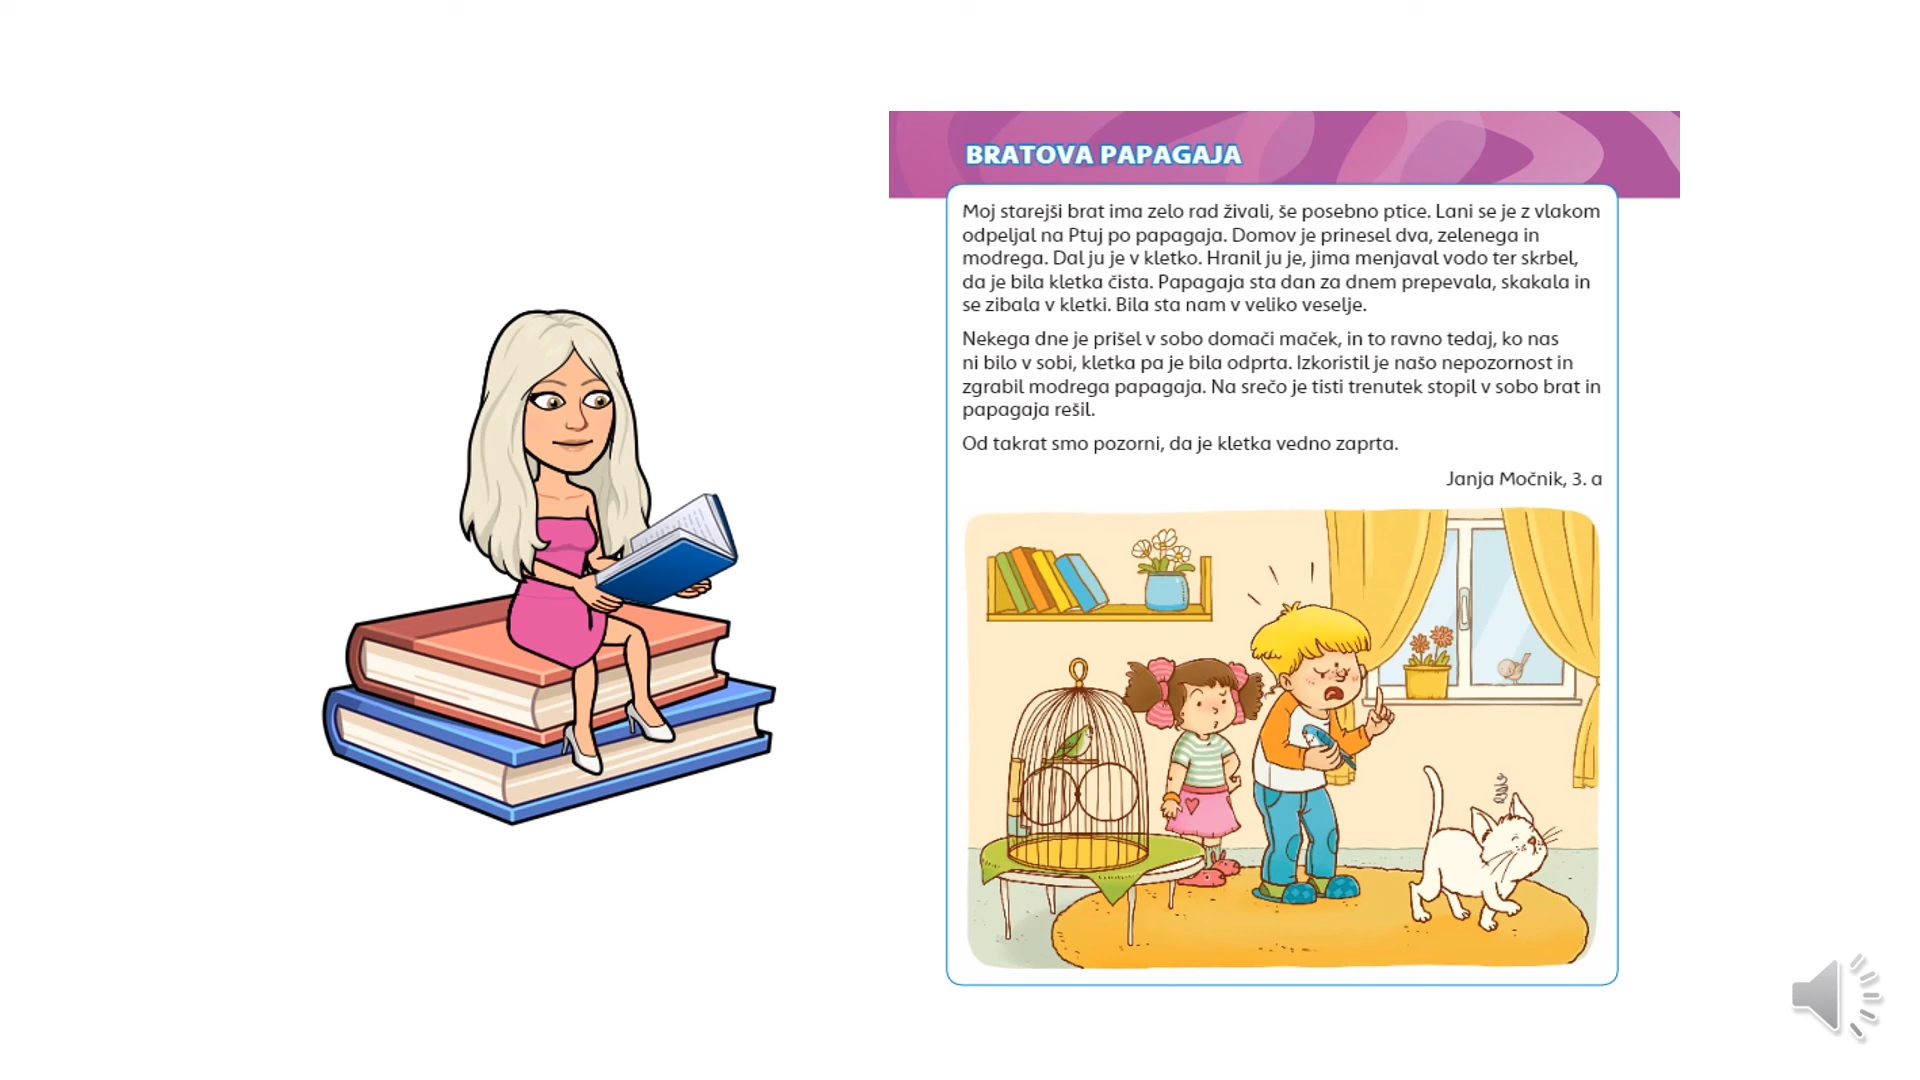 BRATOVA PAPAGAJA
Moj starejši brat ima zelo rad živali, še posebno ptice. Lani se je z vlakom
odpeljal na Ptuj po papagaja. Domov je prinesel dva, zelenega in
modrega. Dal ju je v kletko. Hranil ju je, jima menjaval vodo ter skrbel,
da je bila kletka čista. Papagaja sta dan za dnem prepevala, skakala in
se zibala v kletki. Bila sta nam v veliko veselje.
Nekega dne je prišel v sobo domači maček, in to ravno tedaj, ko nas
ni bilo v sobi, kletka pa je bila odprta. Izkoristil je našo nepozornost in
zgrabil modrega papagaja. Na srečo je tisti trenutek stopil v sobo brat in
papagaja rešil.
Od takrat smo pozorni, da je kletka vedno zaprta.
Janja Močnik, 3. a